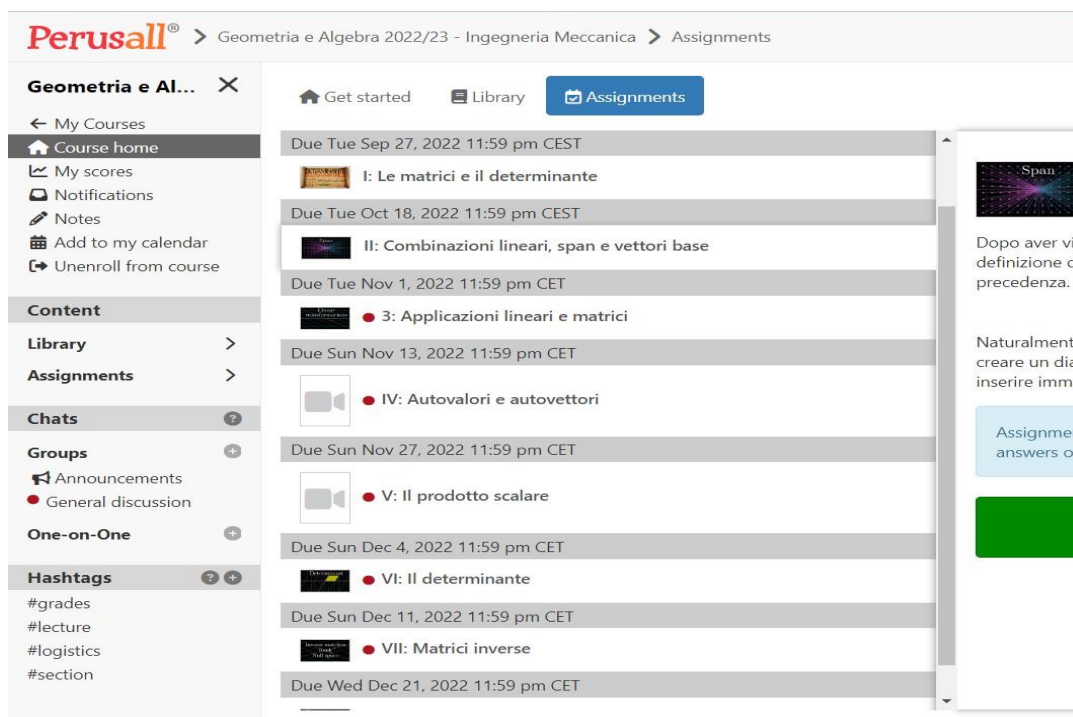 Perusall® > Geometria e Algebra 2022/23 - Ingegneria Meccanica > Assignments
Geometria e Al... ×
← My Courses
Course home
My scores
Notifications
Notes
Add to my calendar
Unenroll from course
Content
Library >
Assignments >
Chats ?
Groups +
Announcements
General discussion
One-on-One +
Hashtags ? +
#grades
#lecture
#logistics
#section
Get started Library Assignments
Due Tue Sep 27, 2022 11:59 pm CEST
I: Le matrici e il determinante
Due Tue Oct 18, 2022 11:59 pm CEST
II: Combinazioni lineari, span e vettori base
Due Tue Nov 1, 2022 11:59 pm CET
3: Applicazioni lineari e matrici
Due Sun Nov 13, 2022 11:59 pm CET
IV: Autovalori e autovettori
Due Sun Nov 27, 2022 11:59 pm CET
V: Il prodotto scalare
Due Sun Dec 4, 2022 11:59 pm CET
VI: Il determinante
Due Sun Dec 11, 2022 11:59 pm CET
VII: Matrici inverse
Due Wed Dec 21, 2022 11:59 pm CET
Span
Dopo aver vi
definizione
precedenza.
Naturalment
creare un dia
inserire imm
Assignme
answers o